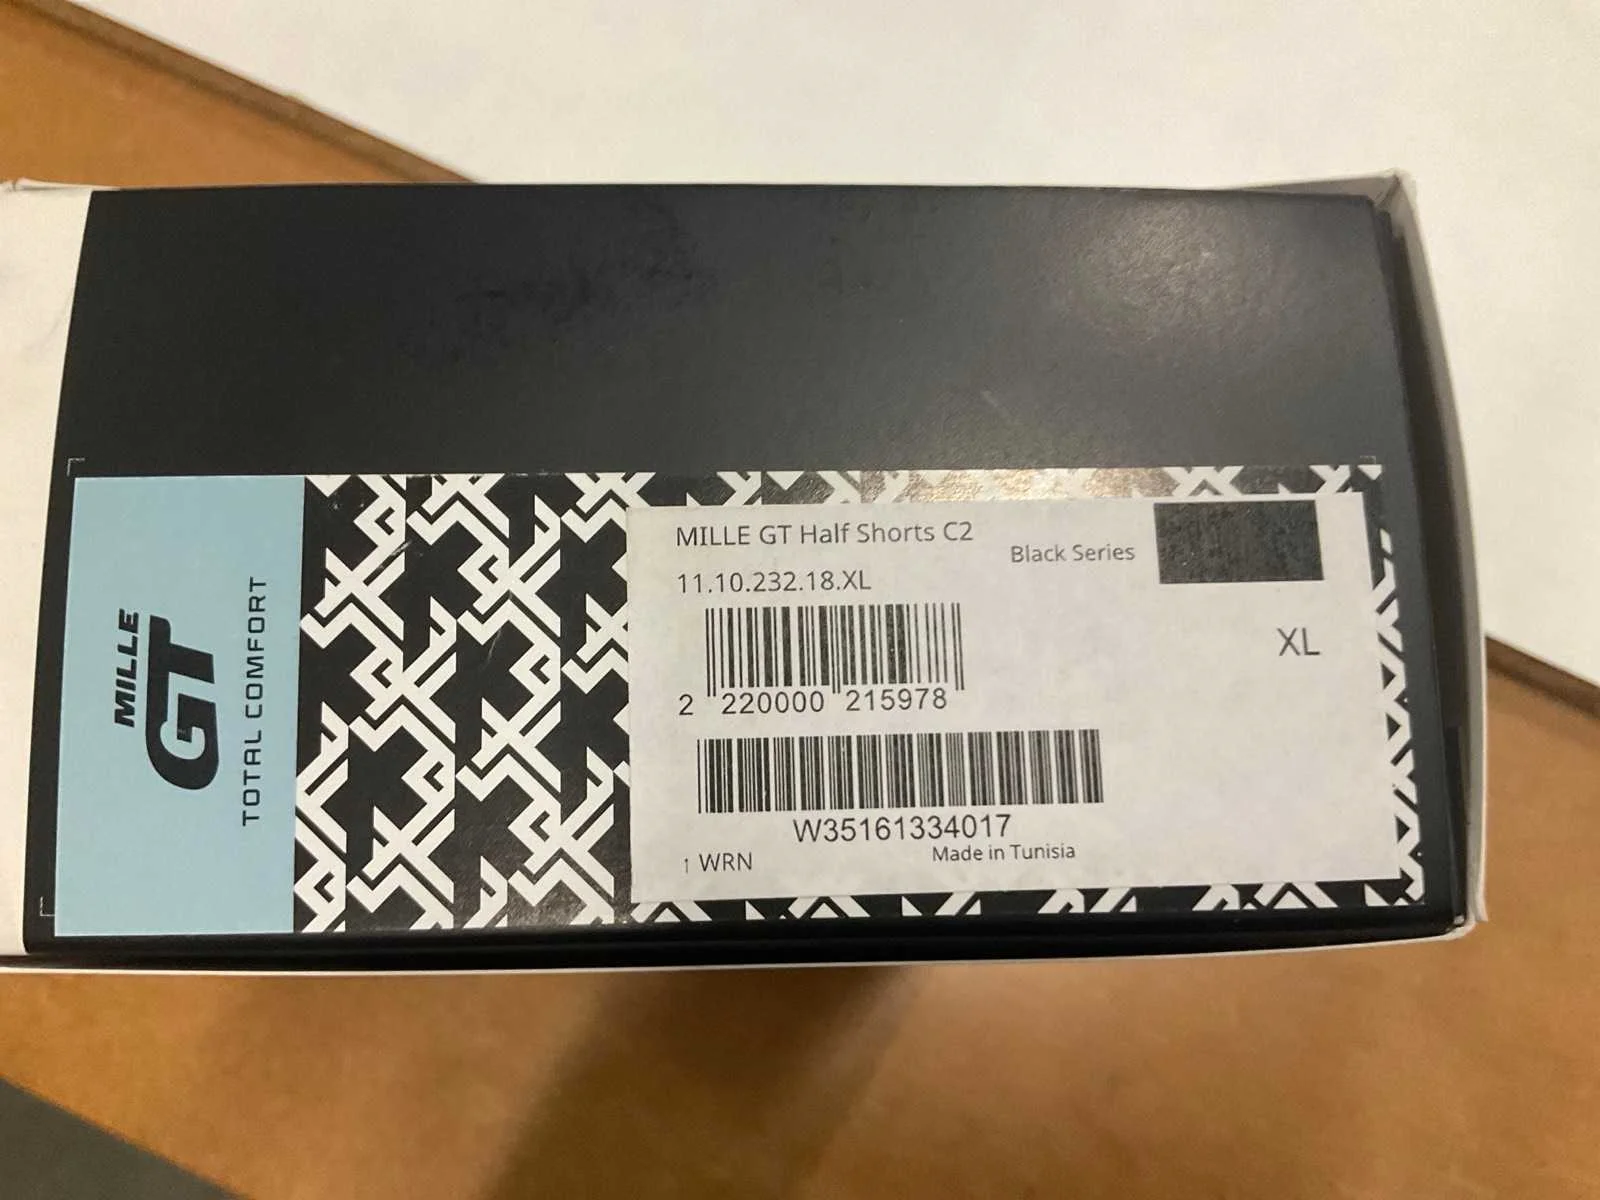 MILLE
GT
TOTAL COMFORT
MILLE GT Half Shorts C2
Black Series
11.10.232.18.XL
XL
2 220000 215978
W35161334017
1 WRN
Made in Tunisia